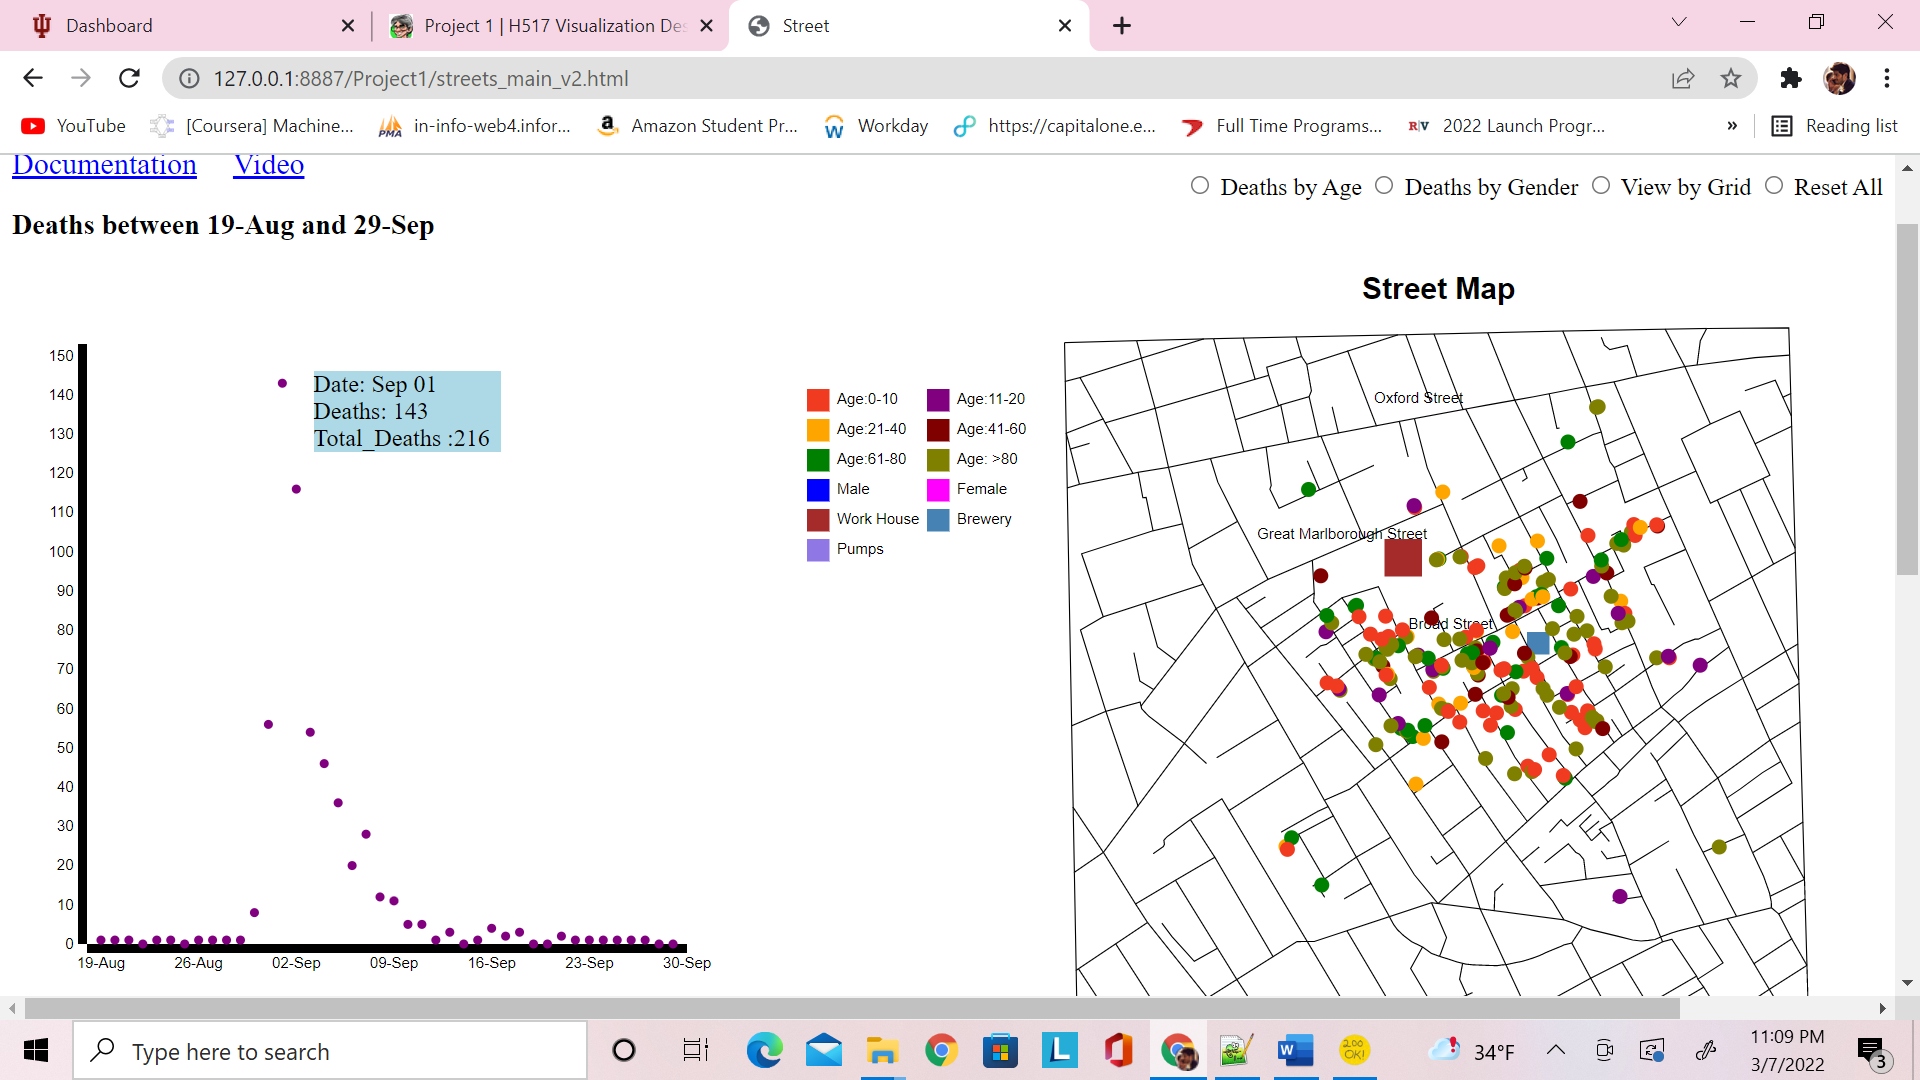 Dashboard
Project 1 | H517 Visualization Des
Street
127.0.0.1:8887/Project1/streets_main_v2.html
YouTube
[Coursera] Machine...
in-info-web4.infor...
Amazon Student Pr...
Workday
https://capitalone.e...
Full Time Programs...
R|V
2022 Launch Progr...
»
Reading list
Documentation
Video
Deaths by Age
Deaths by Gender
View by Grid
Reset All
Deaths between 19-Aug and 29-Sep
Street Map
150
140
130
120
110
100
90
80
70
60
50
40
30
20
10
0
19-Aug
26-Aug
02-Sep
09-Sep
16-Sep
23-Sep
30-Sep
Date: Sep 01
Deaths: 143
Total_Deaths :216
Age:0-10
Age:11-20
Age:21-40
Age:41-60
Age:61-80
Age: >80
Male
Female
Work House
Brewery
Pumps
Oxford Street
Great Marlborough Street
Broad Street
Type here to search
34°F
11:09 PM
3/7/2022
3